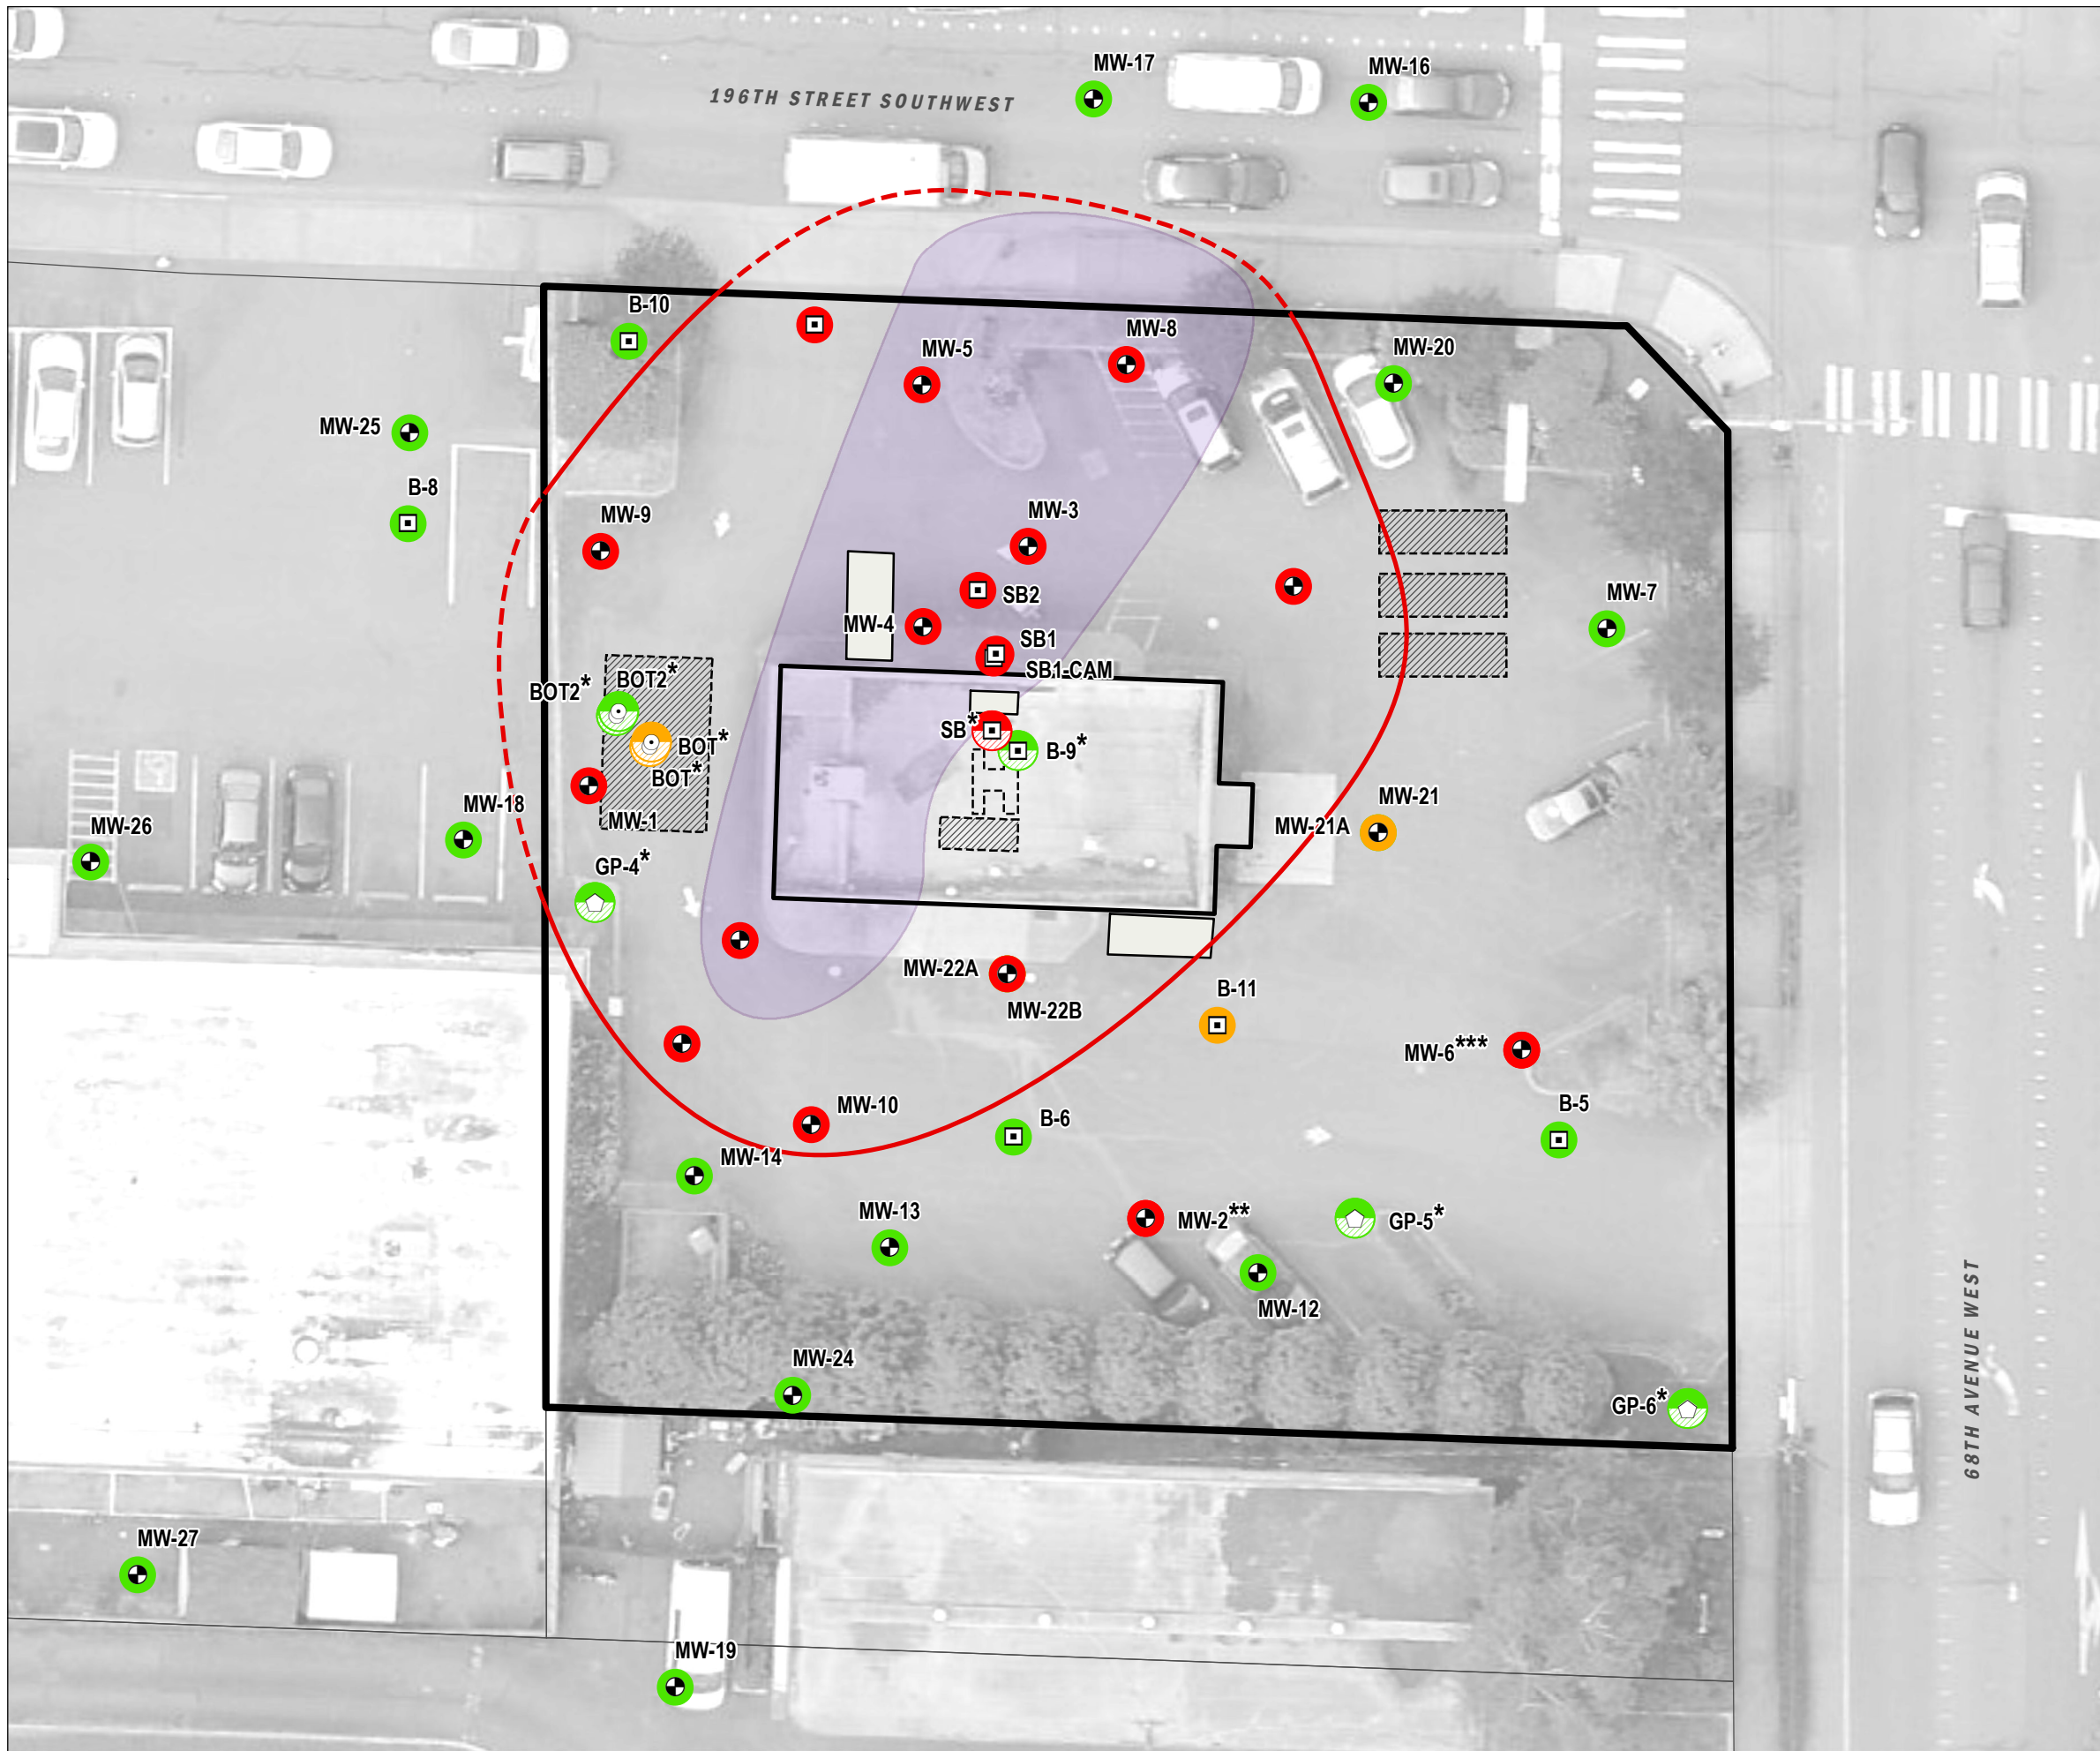 MW-17
MW-16
196TH STREET SOUTHWEST
B-10
MW-8
MW-5
MW-20
MW-25
B-8
MW-9
MW-3
SB2
MW-7
MW-4
SB1
SB1-CAM
BOT2*
BOT2*
SB*
BOT*
B-9*
BOT*
MW-21
MW-18
MW-1
MW-21A
MW-26
GP-4*
MW-22A
B-11
MW-22B
MW-6***
B-5
MW-10
B-6
MW-14
MW-13
MW-2**
GP-5*
MW-12
68TH AVENUE WEST
MW-24
GP-6*
MW-27
MW-19